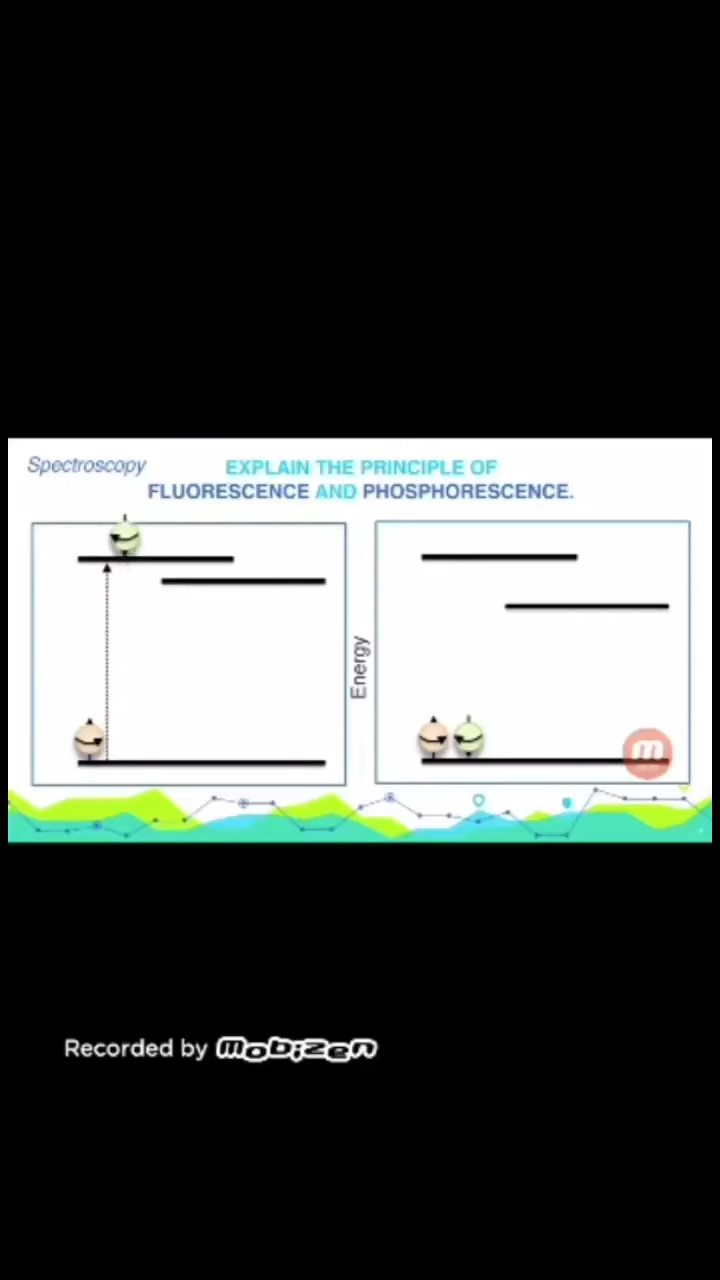 Spectroscopy
EXPLAIN THE PRINCIPLE OF
FLUORESCENCE AND PHOSPHORESCENCE.
Energy
Recorded by mobizen